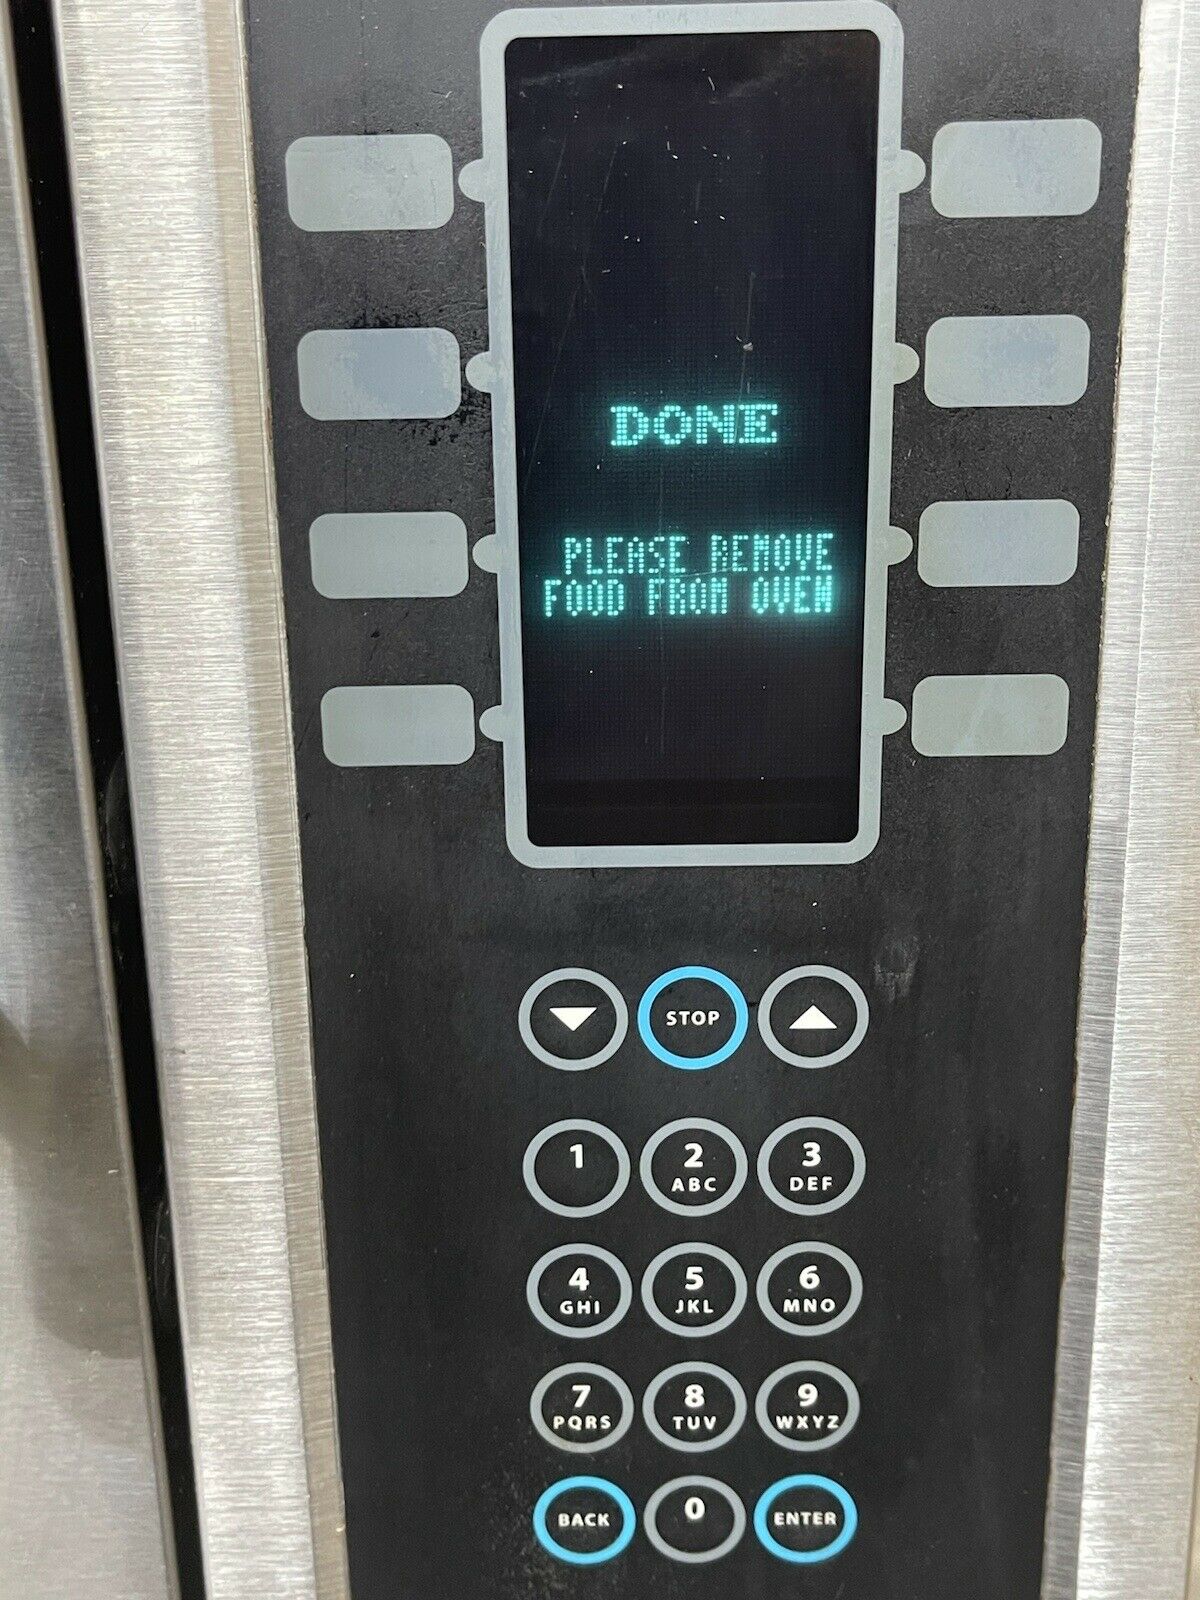 DONE
PLEASE REMOVE
FOOD FROM OVEN
STOP
1
2
ABC
3
DEF
4
GHI
5
JKL
6
MNO
7
PQRS
8
TUV
9
WXYZ
BACK
0
ENTER